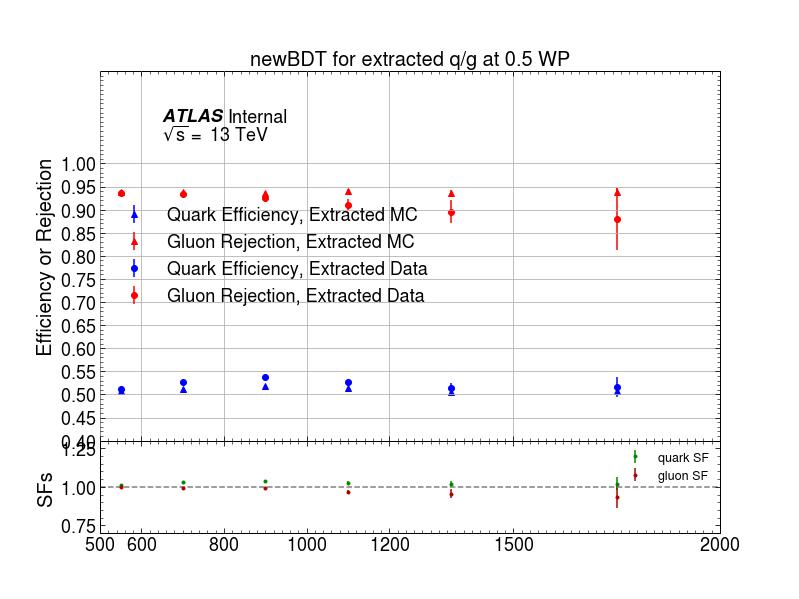 newBDT for extracted q/g at 0.5 WP
ATLAS Internal
√s = 13 TeV
Efficiency or Rejection
1.00
0.95
0.90
0.85
0.80
0.75
0.70
0.65
0.60
0.55
0.50
0.45
0.40
Quark Efficiency, Extracted MC
Gluon Rejection, Extracted MC
Quark Efficiency, Extracted Data
Gluon Rejection, Extracted Data
SFs
1.25
1.00
0.75
quark SF
gluon SF
500 600 800 1000 1200 1500 2000